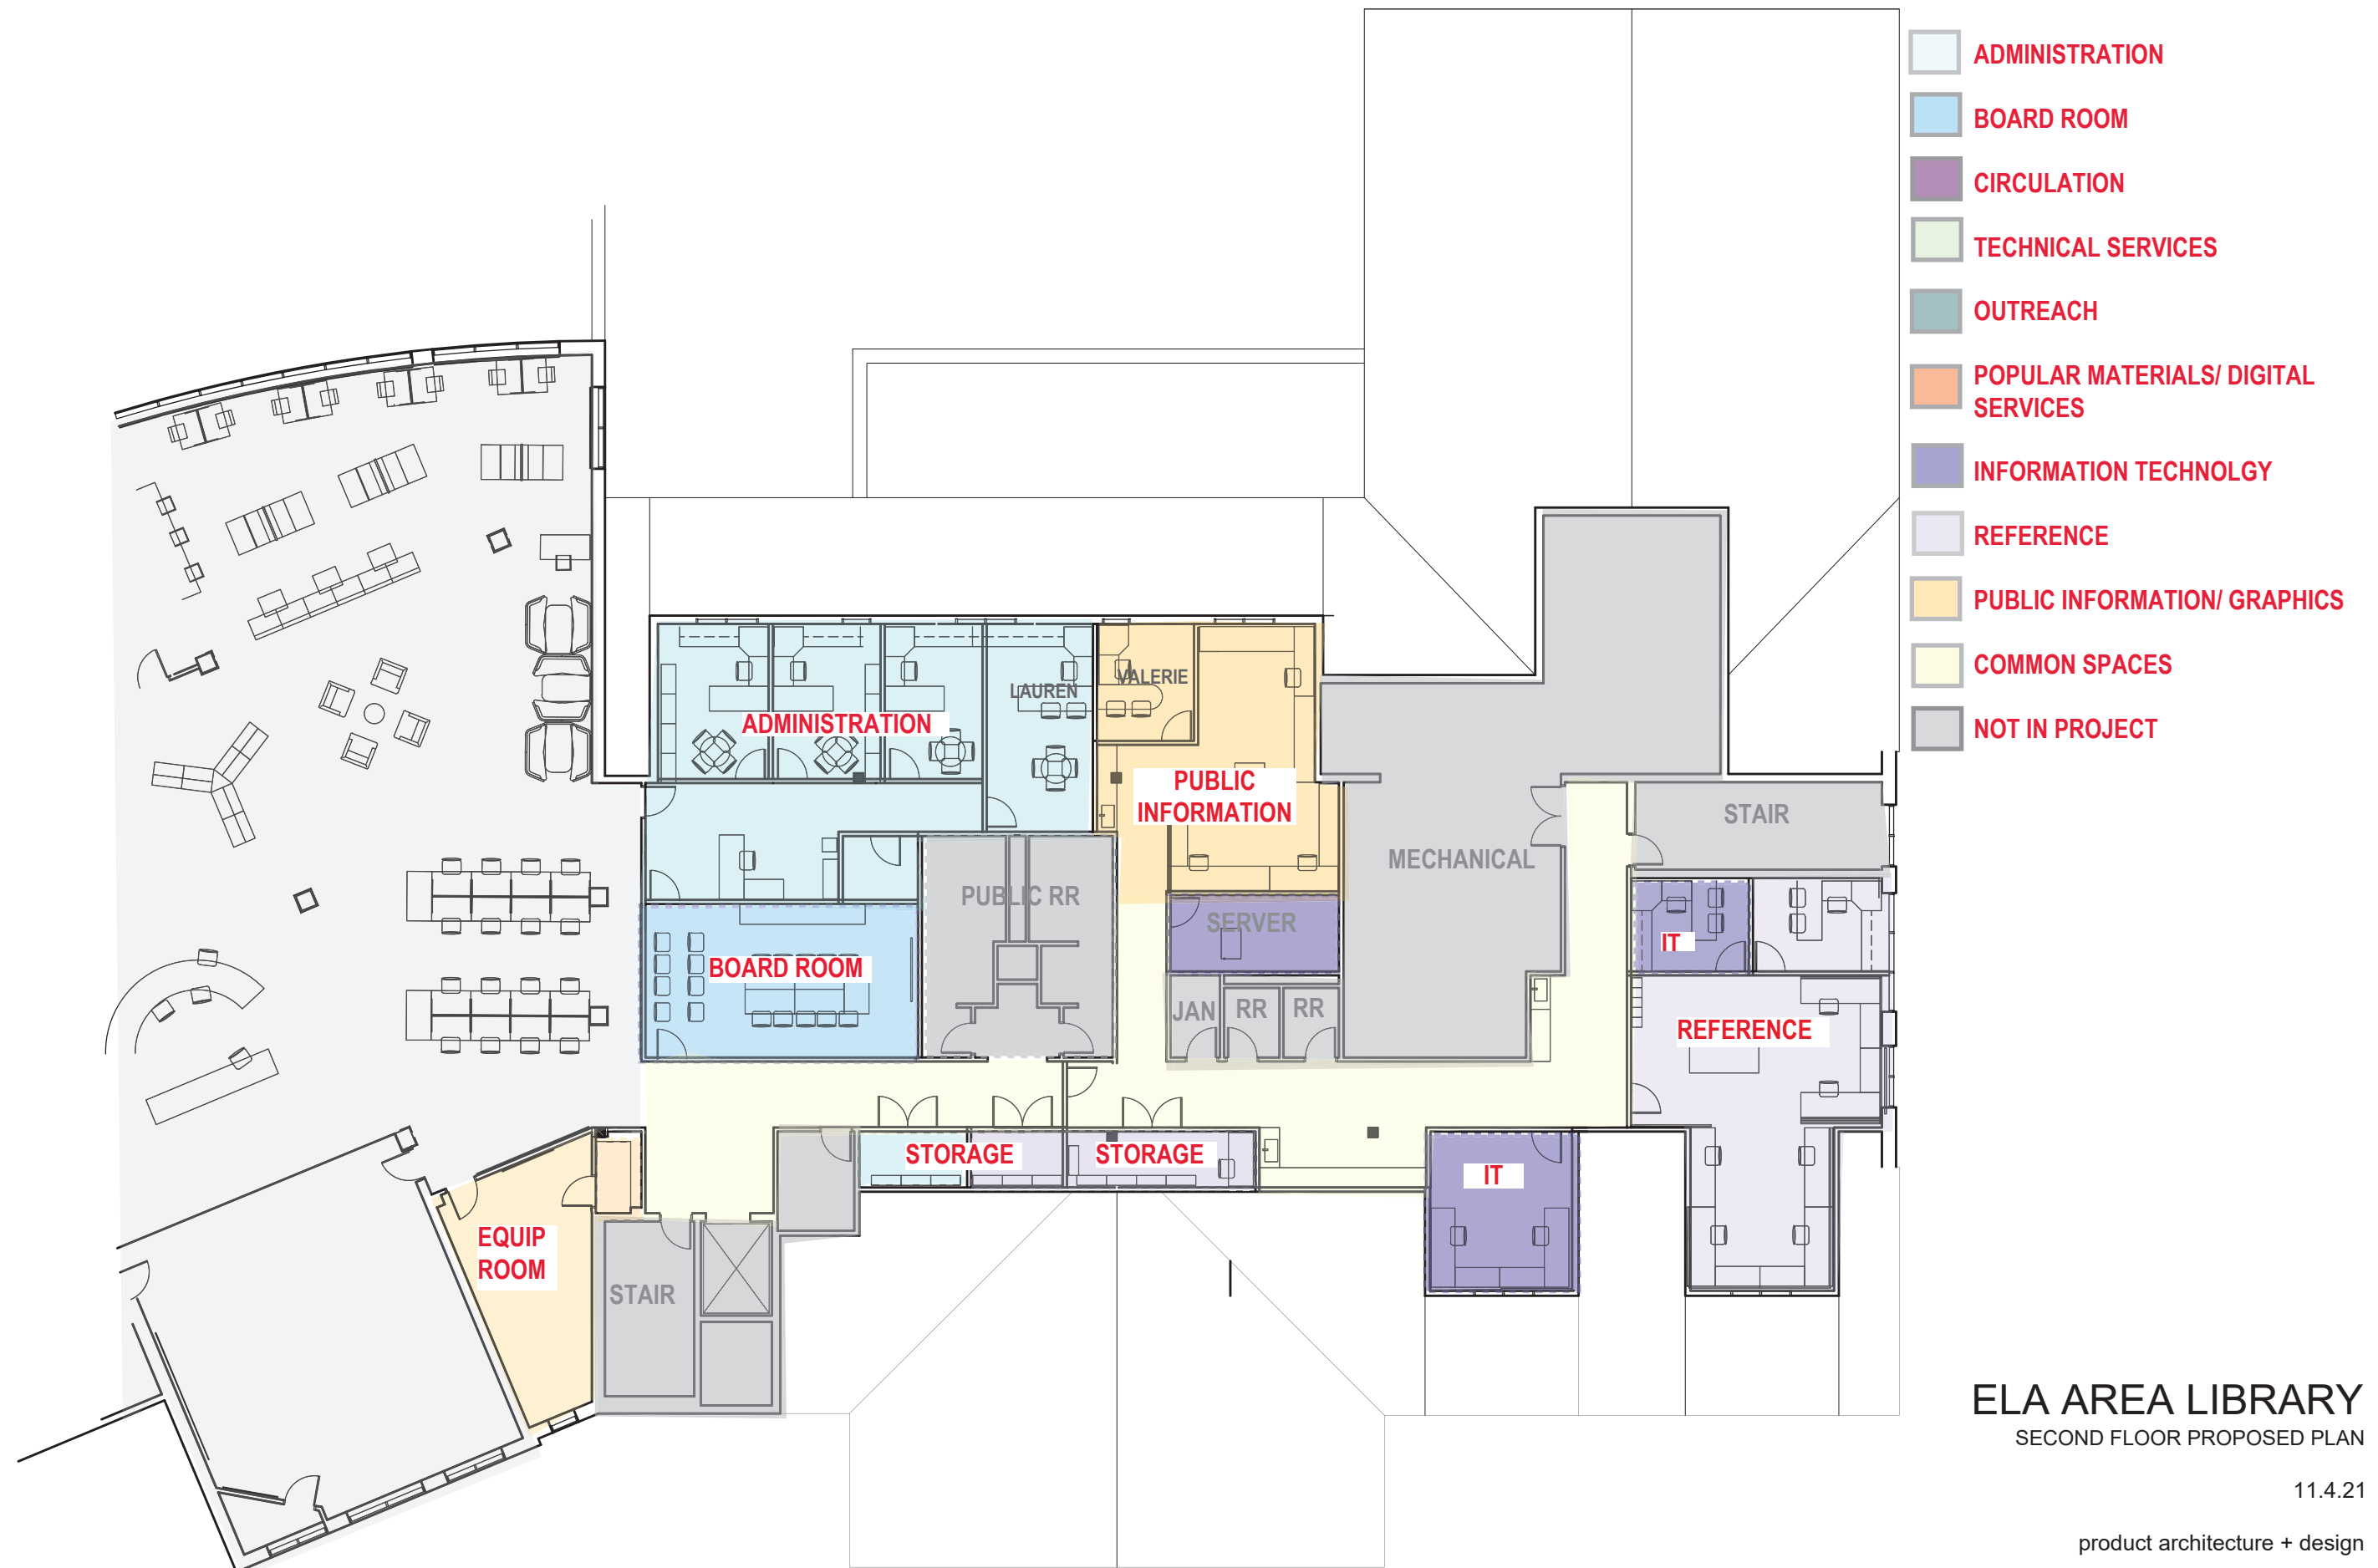 ADMINISTRATION
BOARD ROOM
CIRCULATION
TECHNICAL SERVICES
OUTREACH
POPULAR MATERIALS/ DIGITAL
SERVICES
INFORMATION TECHNOLGY
REFERENCE
PUBLIC INFORMATION/ GRAPHICS
COMMON SPACES
NOT IN PROJECT
VALERIE
LAUREN
ADMINISTRATION
PUBLIC
INFORMATION
STAIR
MECHANICAL
PUBLIC RR
SERVER
IT
BOARD ROOM
JAN
RR
RR
REFERENCE
STORAGE
STORAGE
IT
EQUIP
ROOM
STAIR
ELA AREA LIBRARY
SECOND FLOOR PROPOSED PLAN
11.4.21
product architecture + design